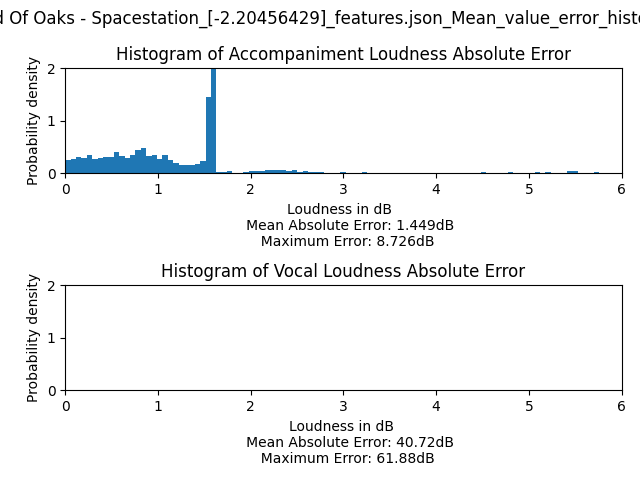 d Of Oaks - Spacestation_[-2.20456429]_features.json_Mean_value_error_histo
Histogram of Accompaniment Loudness Absolute Error
Probability density
2
1
0
0 1 2 3 4 5 6
Loudness in dB
Mean Absolute Error: 1.449dB
Maximum Error: 8.726dB
Histogram of Vocal Loudness Absolute Error
Probability density
2
1
0
0 1 2 3 4 5 6
Loudness in dB
Mean Absolute Error: 40.72dB
Maximum Error: 61.88dB